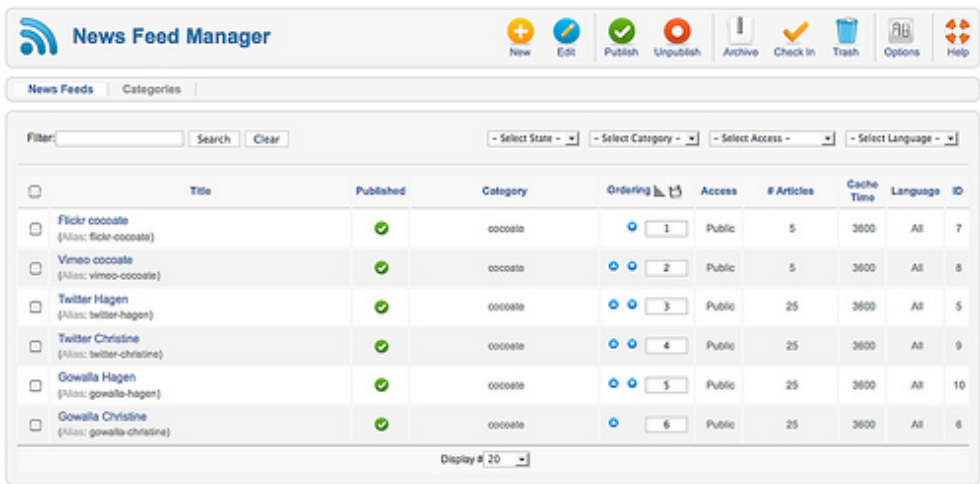 News Feed Manager
New Edit Publish Unpublish Archive Check In Trash Options Help
News Feeds Categories
Filter: Search Clear - Select State - - Select Category - - Select Access - - Select Language -
Title Published Category Ordering Access # Articles Cache Time Language ID
Flickr cocoate cocoate 1 Public 5 3600 All 7
(Alias: flickr-cocoate)
Vimeo cocoate cocoate 2 Public 5 3600 All 8
(Alias: vimeo-cocoate)
Twitter Hagen cocoate 3 Public 25 3600 All 5
(Alias: twitter-hagen)
Twitter Christine cocoate 4 Public 25 3600 All 9
(Alias: twitter-christine)
Gowalla Hagen cocoate 5 Public 25 3600 All 10
(Alias: gowalla-hagen)
Gowalla Christine cocoate 6 Public 25 3600 All 6
(Alias: gowalla-christine)
Display # 20